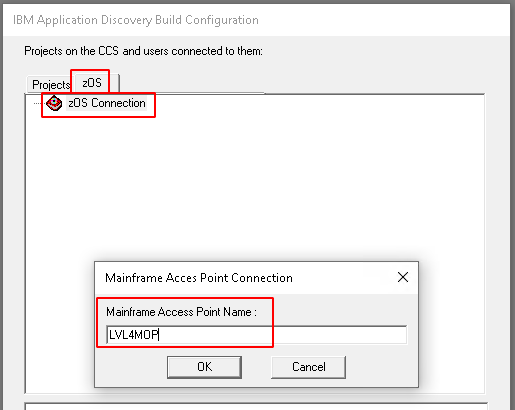 IBM Application Discovery Build Configuration
Projects on the CCS and users connected to them:
Projects zOS
zOS Connection
Mainframe Acces Point Connection
Mainframe Access Point Name :
LVL4MOP
OK Cancel